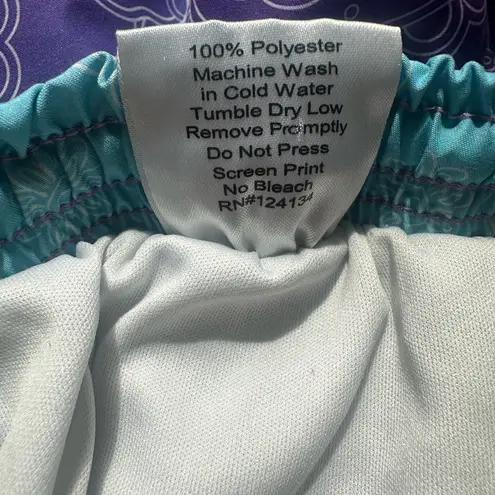 100% Polyester
Machine Wash
in Cold Water
Tumble Dry Low
Remove Promptly
Do Not Press
Screen Print
No Bleach
RN#124134